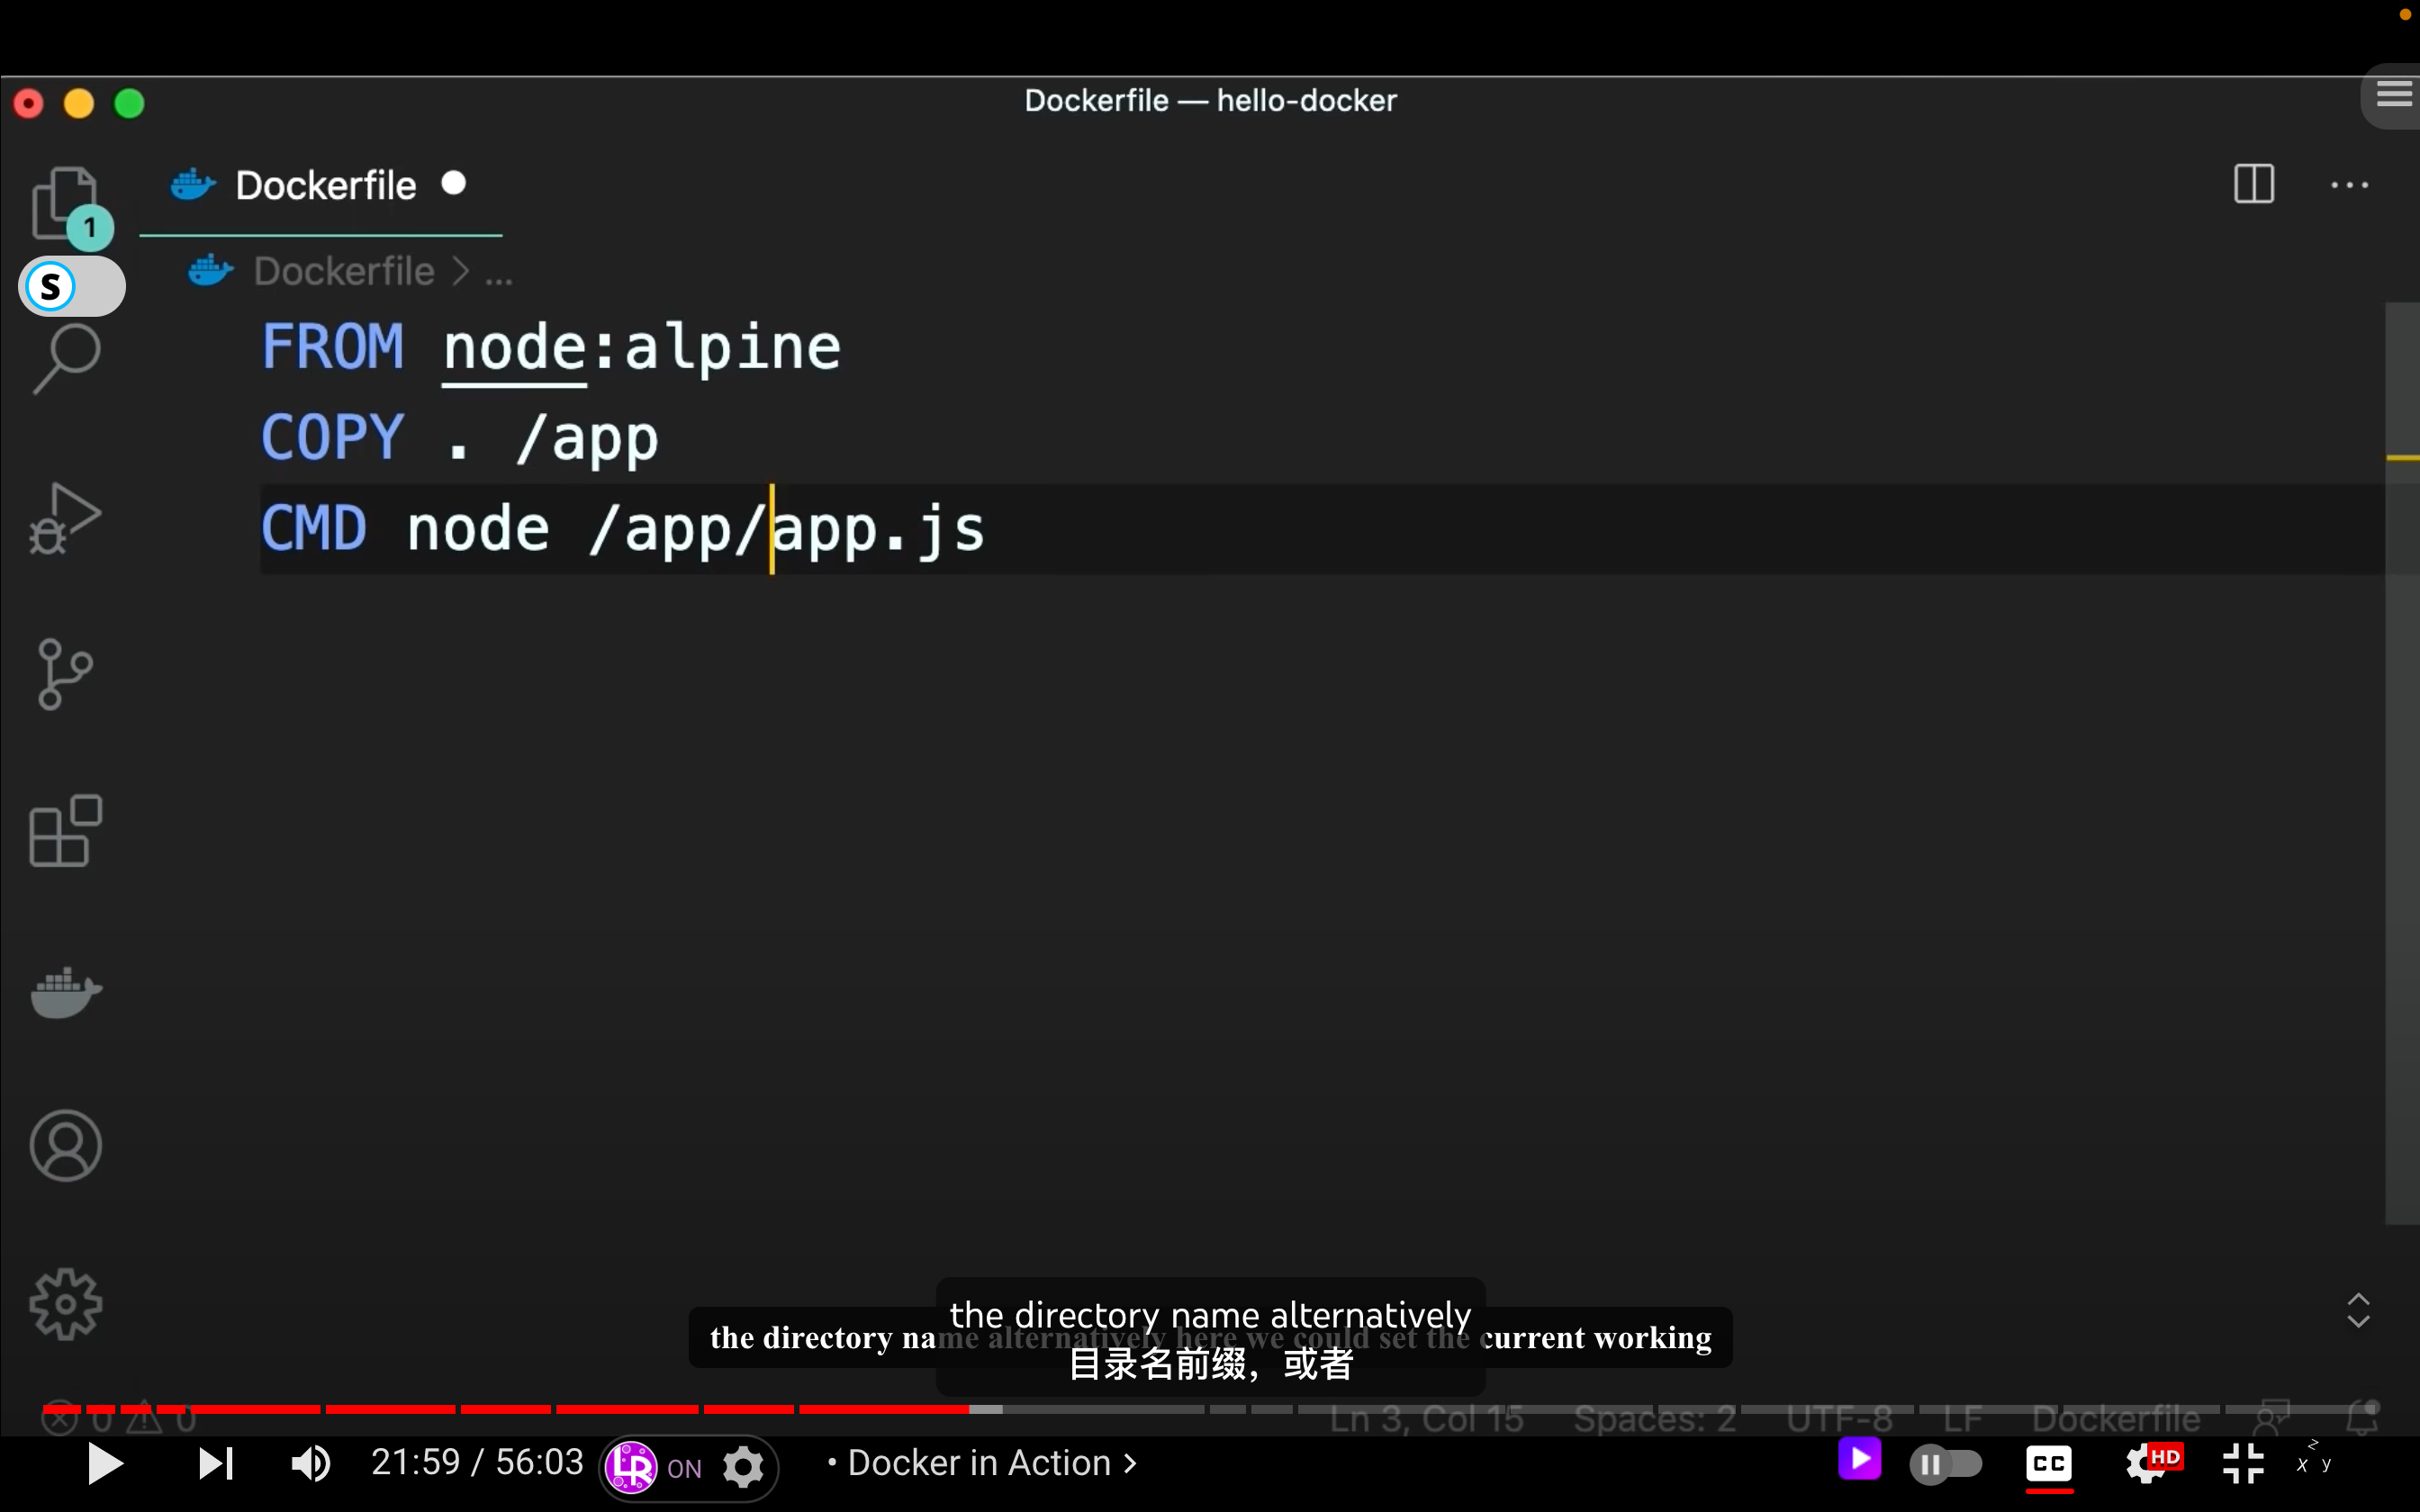 Dockerfile — hello-docker
Dockerfile
1
Dockerfile > ...
S
FROM node:alpine
COPY . /app
CMD node /app/app.js
the directory name alternatively
the directory name alternatively here we could set the current working
目录名前缀，或者
0 0
Ln 3, Col 15 Spaces: 2 UTF-8 LF Dockerfile
21:59 / 56:03 LR ON • Docker in Action > CC HD z x y